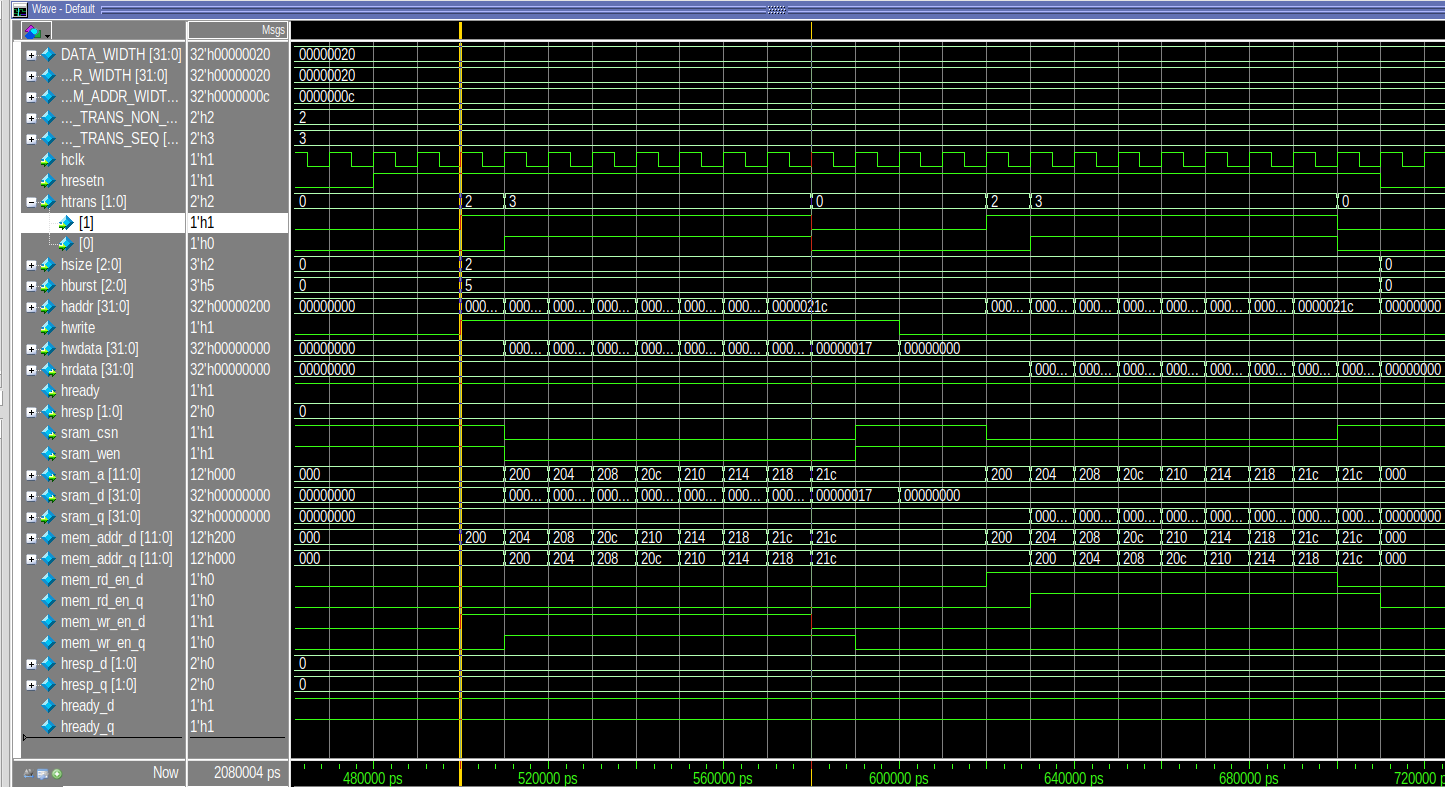 Wave - Default
Msgs
DATA_WIDTH [31:0] 32'h00000020 00000020
...R_WIDTH [31:0] 32'h00000020 00000020
...M_ADDR_WIDT... 32'h0000000c 0000000c
..._TRANS_NON_... 2'h2 2
..._TRANS_SEQ [... 2'h3 3
hclk 1'h1
hresetn 1'h1
htrans [1:0] 2'h2 0 2 3 0 2 3 0
[1] 1'h1
[0] 1'h0
hsize [2:0] 3'h2 0 2 0
hburst [2:0] 3'h5 0 5 0
haddr [31:0] 32'h00000200 00000000 000... 000... 000... 000... 000... 000... 000... 0000021c 000... 000... 000... 000... 000... 000... 000... 0000021c 00000000
hwrite 1'h1
hwdata [31:0] 32'h00000000 00000000 000... 000... 000... 000... 000... 000... 000... 00000017 00000000
hrdata [31:0] 32'h00000000 00000000 000... 000... 000... 000... 000... 000... 000... 000... 00000000
hready 1'h1
hresp [1:0] 2'h0 0
sram_csn 1'h1
sram_wen 1'h1
sram_a [11:0] 12'h000 000 200 204 208 20c 210 214 218 21c 200 204 208 20c 210 214 218 21c 21c 000
sram_d [31:0] 32'h00000000 00000000 000... 000... 000... 000... 000... 000... 000... 00000017 00000000
sram_q [31:0] 32'h00000000 00000000 000... 000... 000... 000... 000... 000... 000... 000... 00000000
mem_addr_d [11:0] 12'h200 000 200 204 208 20c 210 214 218 21c 21c 200 204 208 20c 210 214 218 21c 21c 000
mem_addr_q [11:0] 12'h000 000 200 204 208 20c 210 214 218 21c 200 204 208 20c 210 214 218 21c 000
mem_rd_en_d 1'h0
mem_rd_en_q 1'h0
mem_wr_en_d 1'h1
mem_wr_en_q 1'h0
hresp_d [1:0] 2'h0 0
hresp_q [1:0] 2'h0 0
hready_d 1'h1
hready_q 1'h1
Now 2080004 ps 480000 ps 520000 ps 560000 ps 600000 ps 640000 ps 680000 ps 720000 p